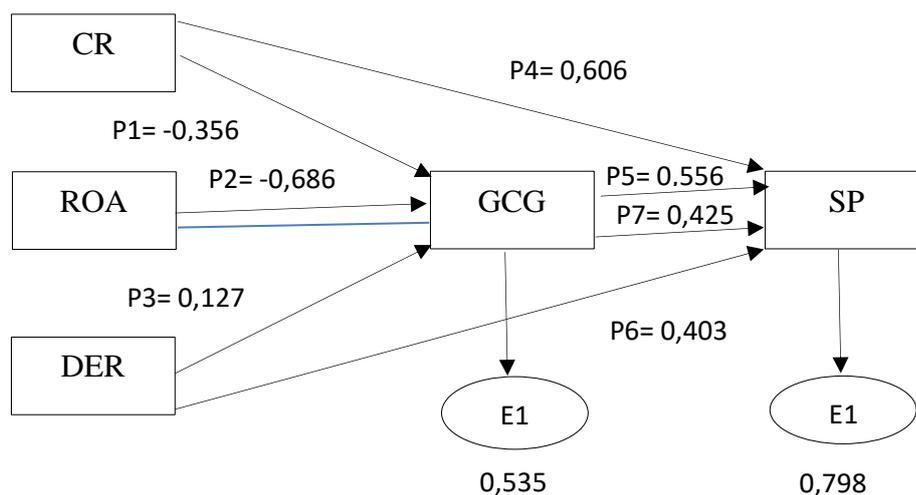 CR
P4= 0,606
P1= -0,356
P2= -0,686
P5= 0,556
ROA
GCG
SP
P7= 0,425
P3= 0,127
P6= 0,403
DER
E1
E1
0,535
0,798